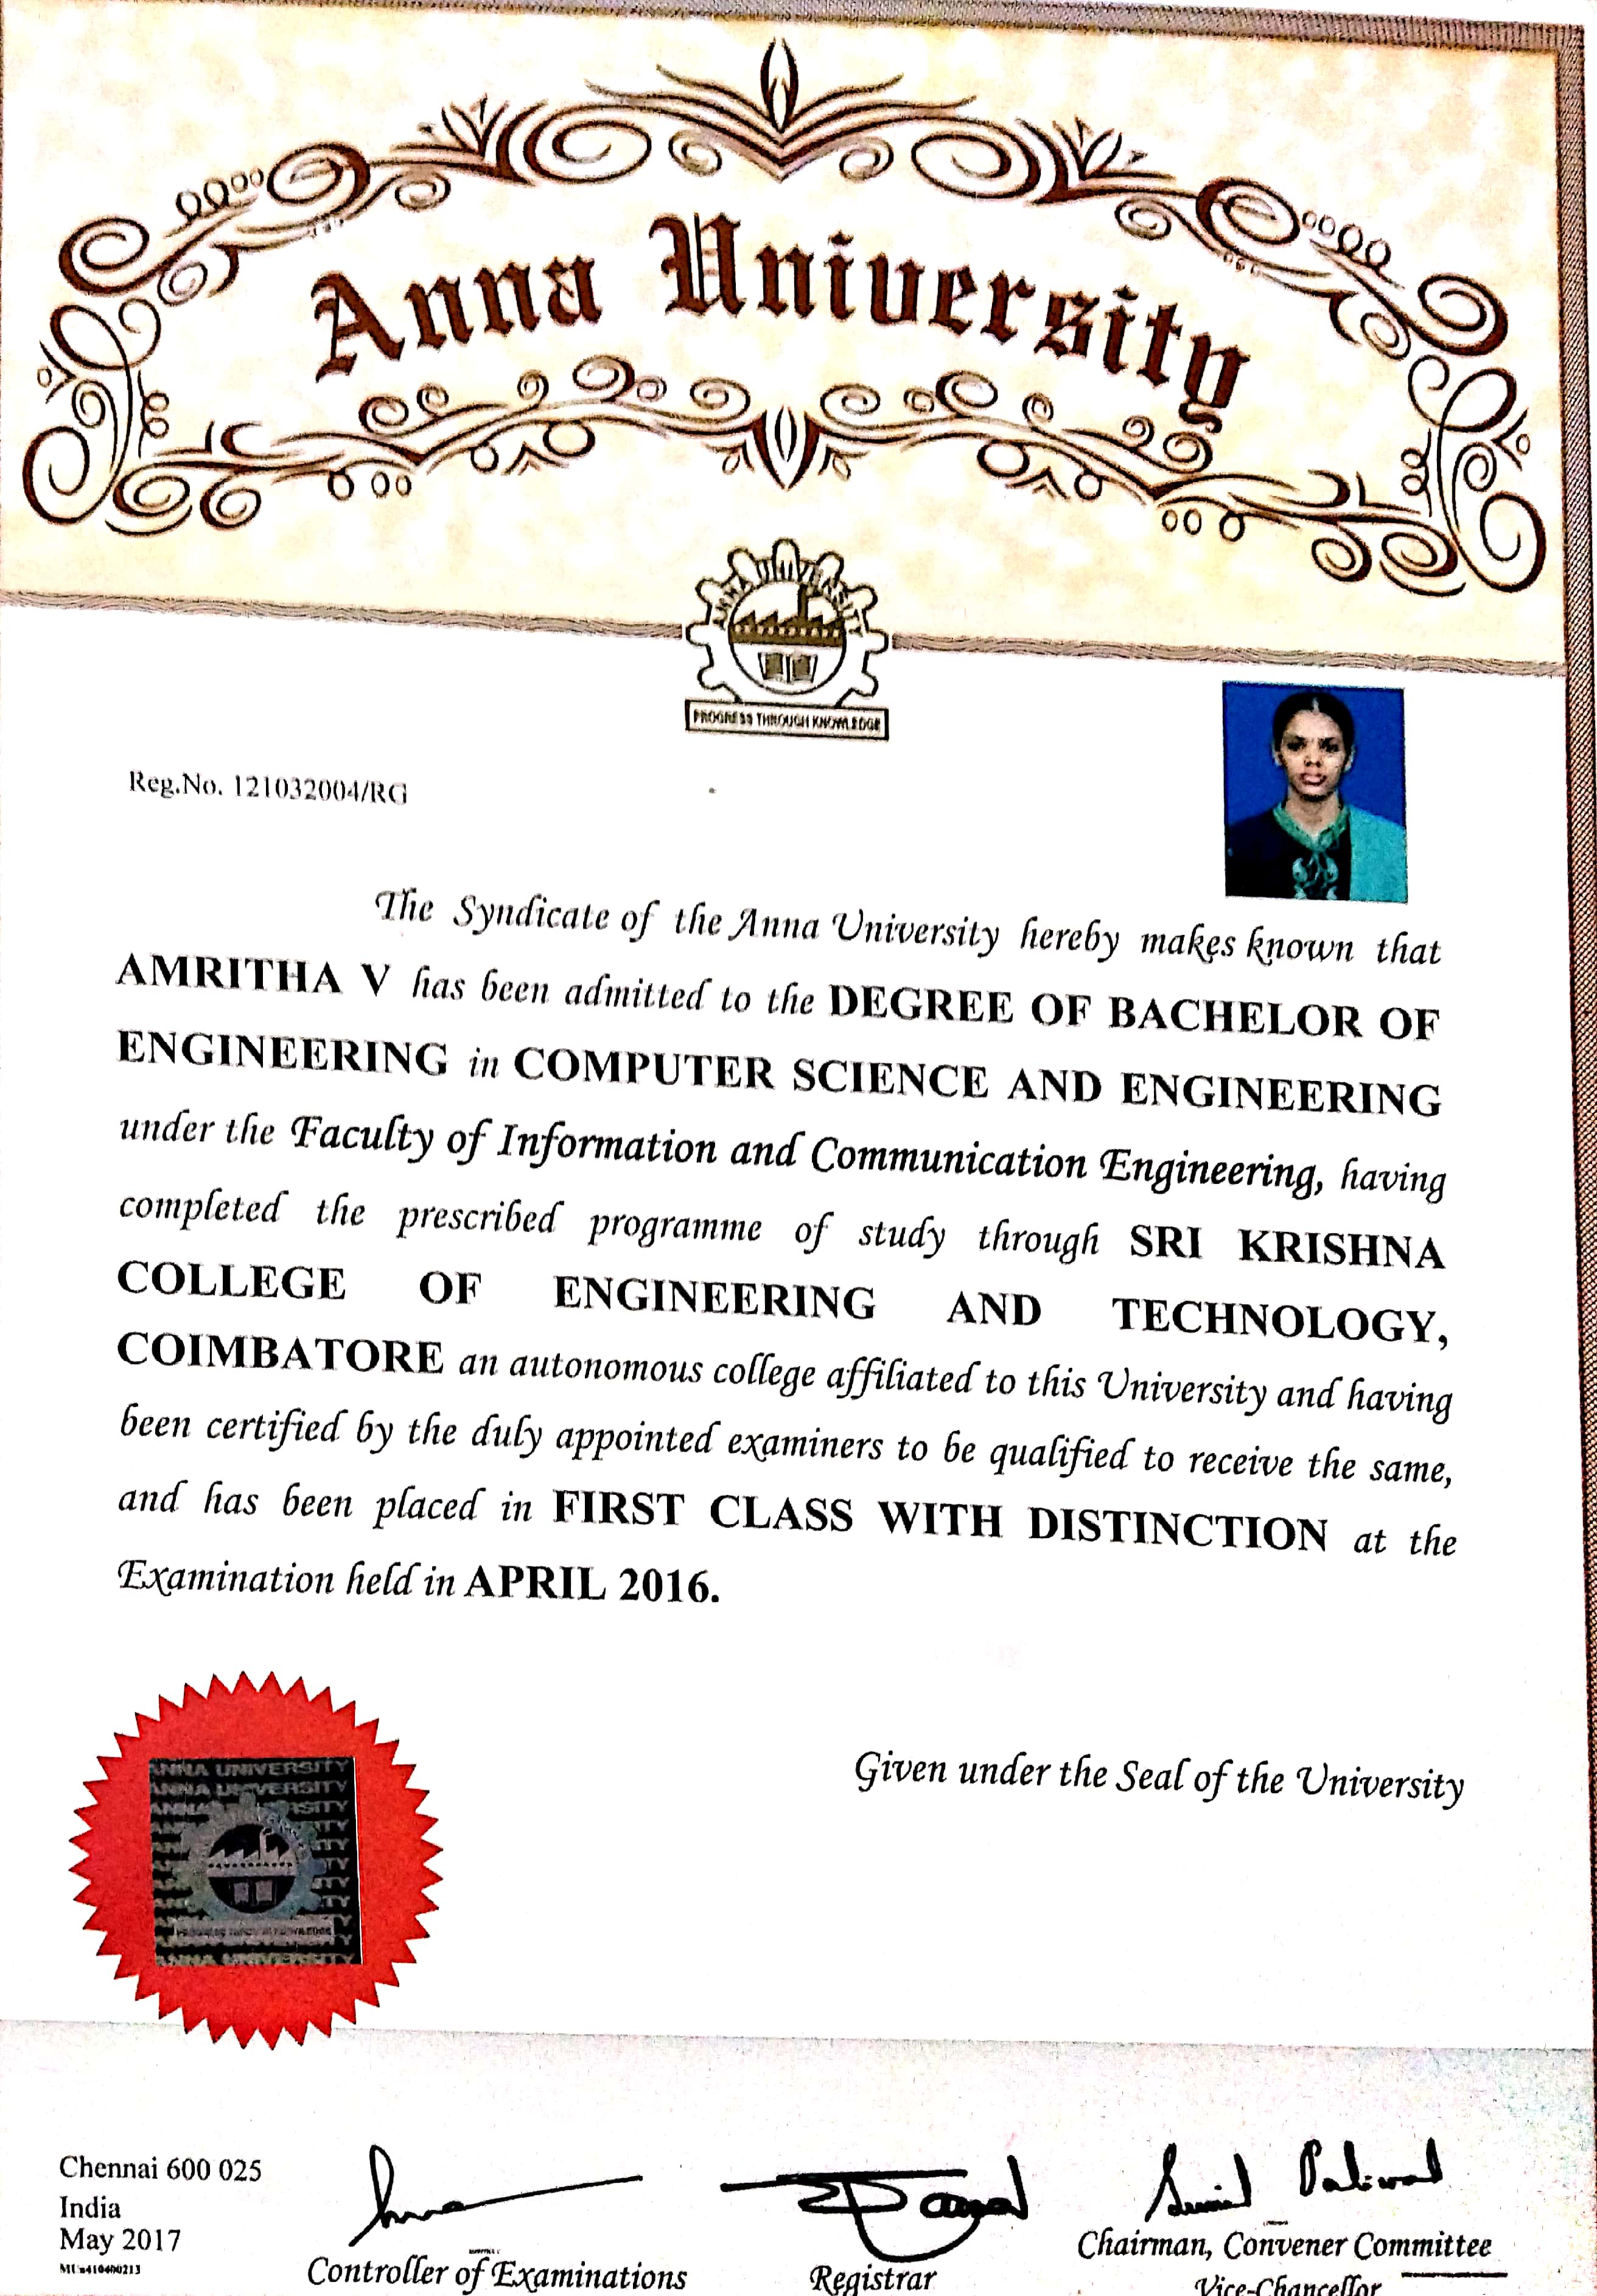 Anna University
ANNA UNIVERSITY
PROGRESS THROUGH KNOWLEDGE
Reg.No. 121032004/RG
The Syndicate of the Anna University hereby makes known that
AMRITHA V has been admitted to the DEGREE OF BACHELOR OF
ENGINEERING in COMPUTER SCIENCE AND ENGINEERING
under the Faculty of Information and Communication Engineering, having
completed the prescribed programme of study through SRI KRISHNA
COLLEGE OF ENGINEERING AND TECHNOLOGY,
COIMBATORE an autonomous college affiliated to this University and having
been certified by the duly appointed examiners to be qualified to receive the same,
and has been placed in FIRST CLASS WITH DISTINCTION at the
Examination held in APRIL 2016.
Given under the Seal of the University
ANNA UNIVERSITY
ANNA UNIVERSITY
ANNA UNIVERSITY
Chennai 600 025
India
May 2017
Controller of Examinations
Registrar
Chairman, Convener Committee
Vice-Chancellor